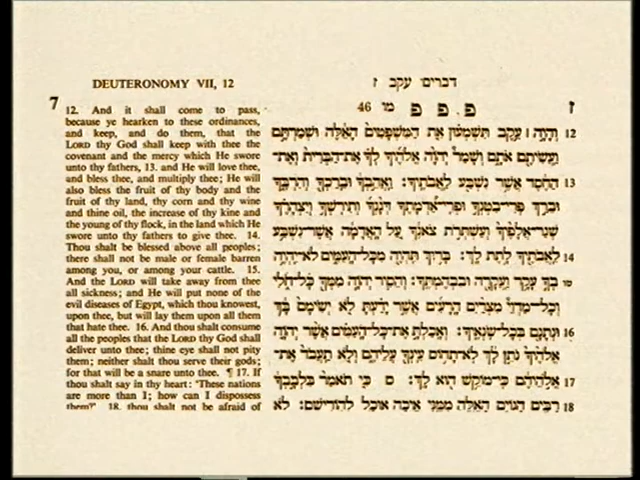 DEUTERONOMY VII, 12
7
12. And it shall come to pass,
because ye hearken to these ordinances,
and keep, and do them, that the
LORD thy God shall keep with thee the
covenant and the mercy which He swore
unto thy fathers, 13. and He will love thee,
and bless thee, and multiply thee; He will
also bless the fruit of thy body and the
fruit of thy land, thy corn and thy wine
and thine oil, the increase of thy kine and
the young of thy flock, in the land which He
swore unto thy fathers to give thee. 14.
Thou shalt be blessed above all peoples;
there shall not be male or female barren
among you, or among your cattle. 15.
And the LORD will take away from thee
all sickness; and He will put none of the
evil diseases of Egypt, which thou knowest,
upon thee, but will lay them upon all them
that hate thee. 16. And thou shalt consume
all the peoples that the LORD thy God shall
deliver unto thee; thine eye shall not pity
them; neither shalt thou serve their gods;
for that will be a snare unto thee. ¶ 17. If
thou shalt say in thy heart: 'These nations
are more than I; how can I dispossess
them?' 18. thou shalt not be afraid of
דברים עקב ז
ז
פ פ פ מו 46
12 וְהָיָה ׀ עֵקֶב תִּשְׁמְעוּן אֵת הַמִּשְׁפָּטִים הָאֵלֶּה וּשְׁמַרְתֶּם
וַעֲשִׂיתֶם אֹתָם וְשָׁמַר יְהוָה אֱלֹהֶיךָ לְךָ אֶת־הַבְּרִית וְאֶת־
13 הַחֶסֶד אֲשֶׁר נִשְׁבַּע לַאֲבֹתֶיךָ׃ וַאֲהֵבְךָ וּבֵרַכְךָ וְהִרְבֶּךָ
וּבֵרַךְ פְּרִי־בִטְנְךָ וּפְרִי־אַדְמָתֶךָ דְּגָנְךָ וְתִירֹשְׁךָ וְיִצְהָרֶךָ
שְׁגַר־אֲלָפֶיךָ וְעַשְׁתְּרֹת צֹאנֶךָ עַל הָאֲדָמָה אֲשֶׁר־נִשְׁבַּע
14 לַאֲבֹתֶיךָ לָתֶת לָךְ׃ בָּרוּךְ תִּהְיֶה מִכָּל־הָעַמִּים לֹא־יִהְיֶה
טו בְךָ עָקָר וַעֲקָרָה וּבִבְהֶמְתֶּךָ׃ וְהֵסִיר יְהוָה מִמְּךָ כָּל־חֹלִי
וְכָל־מַדְוֵי מִצְרַיִם הָרָעִים אֲשֶׁר יָדַעְתָּ לֹא יְשִׂימָם בָּךְ
16 וּנְתָנָם בְּכָל־שֹׂנְאֶיךָ׃ וְאָכַלְתָּ אֶת־כָּל־הָעַמִּים אֲשֶׁר יְהוָה
אֱלֹהֶיךָ נֹתֵן לָךְ לֹא־תָחוֹס עֵינְךָ עֲלֵיהֶם וְלֹא תַעֲבֹד אֶת־
17 אֱלֹהֵיהֶם כִּי־מוֹקֵשׁ הוּא לָךְ׃ ס כִּי תֹאמַר בִּלְבָבְךָ
18 רַבִּים הַגּוֹיִם הָאֵלֶּה מִמֶּנִּי אֵיכָה אוּכַל לְהוֹרִישָׁם׃ לֹא